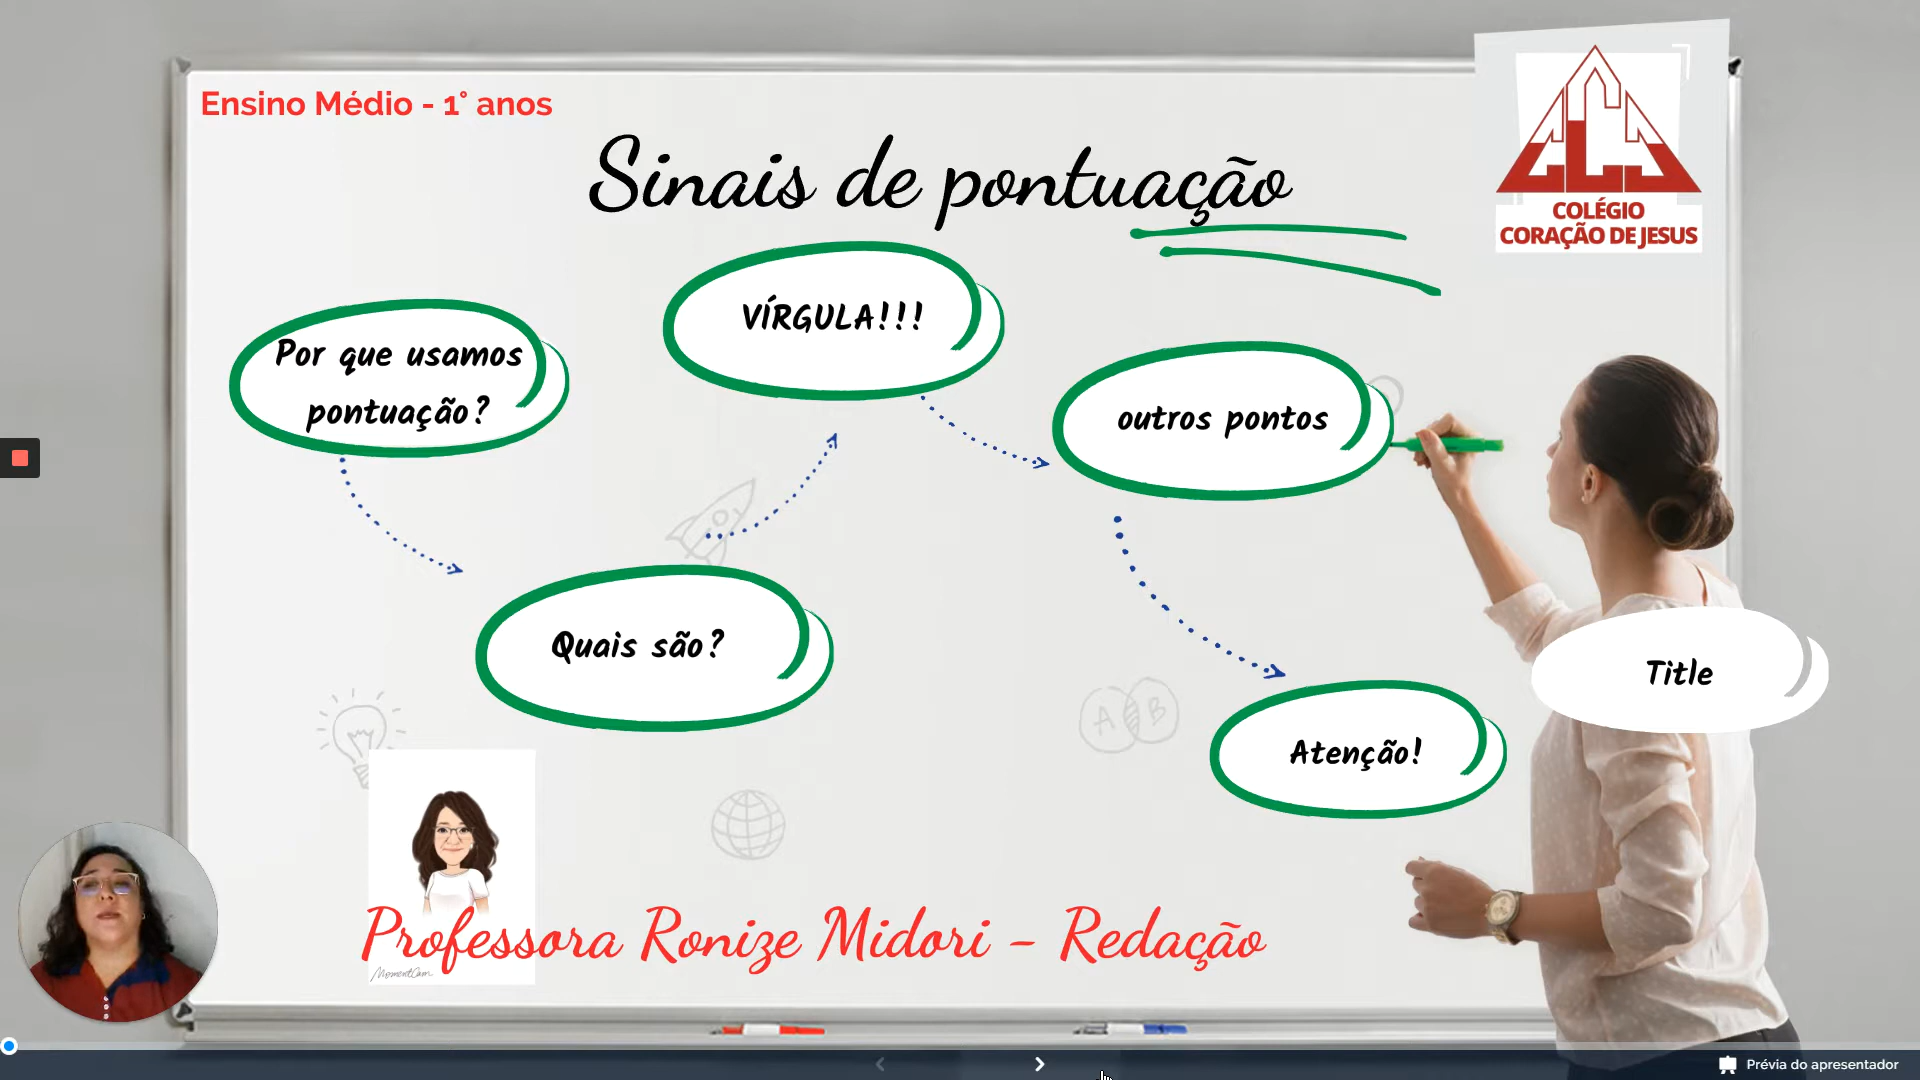 Ensino Médio - 1° anos
Sinais de pontuação
COLÉGIO
CORAÇÃO DE JESUS
VÍRGULA!!!
Por que usamos
pontuação?
outros pontos
Quais são?
Title
Atenção!
A B
Professora Ronize Midori - Redação
MomentCam
Prévia do apresentador